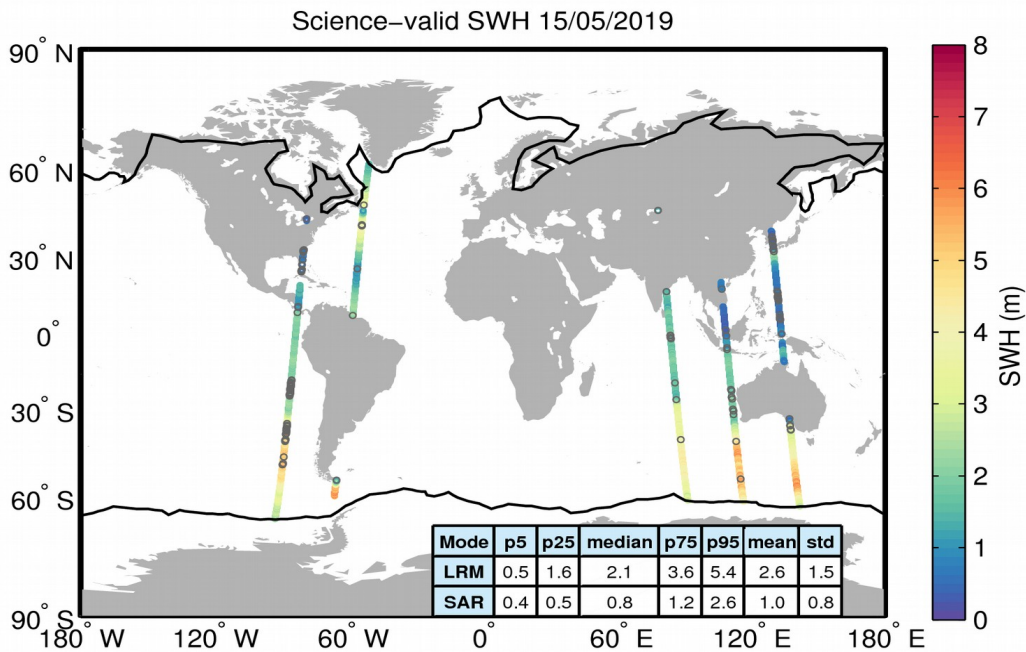 Science−valid SWH 15/05/2019
90° N
60° N
30° N
0°
30° S
60° S
90° S
180° W
120° W
60° W
0°
60° E
120° E
180° E
Mode p5 p25 median p75 p95 mean std
LRM 0.5 1.6 2.1 3.6 5.4 2.6 1.5
SAR 0.4 0.5 0.8 1.2 2.6 1.0 0.8
8
7
6
5
4
3
2
1
0
SWH (m)